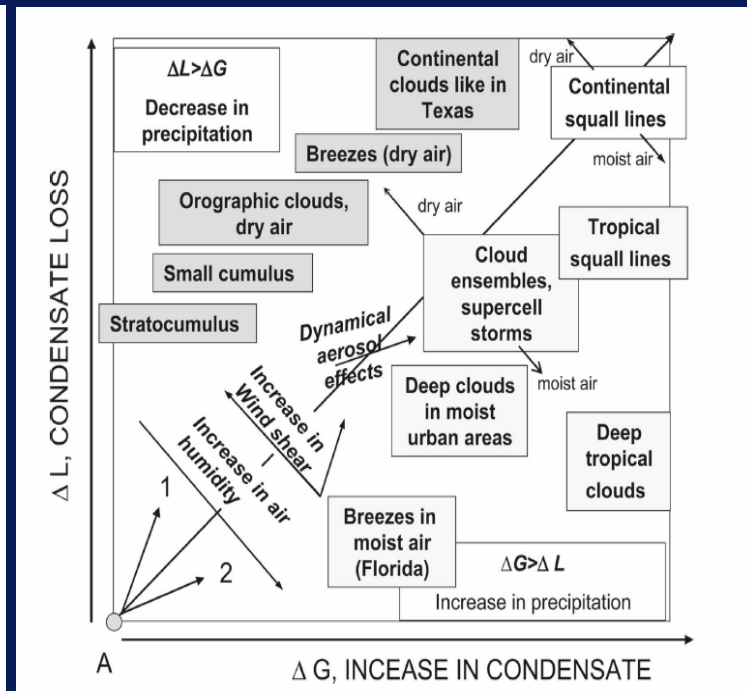 ΔL>ΔG
Decrease in
precipitation
Continental
clouds like in
Texas
dry air
Continental
squall lines
moist air
Breezes (dry air)
Orographic clouds,
dry air
dry air
Tropical
squall lines
Cloud
ensembles,
supercell
storms
Small cumulus
Stratocumulus
Dynamical
aerosol
effects
moist air
Deep clouds
in moist
urban areas
Increase in
Wind shear
Increase in air
humidity
Deep
tropical
clouds
1
2
Breezes in
moist air
(Florida)
ΔG>Δ L
Increase in precipitation
Δ L, CONDENSATE LOSS
A
Δ G, INCEASE IN CONDENSATE